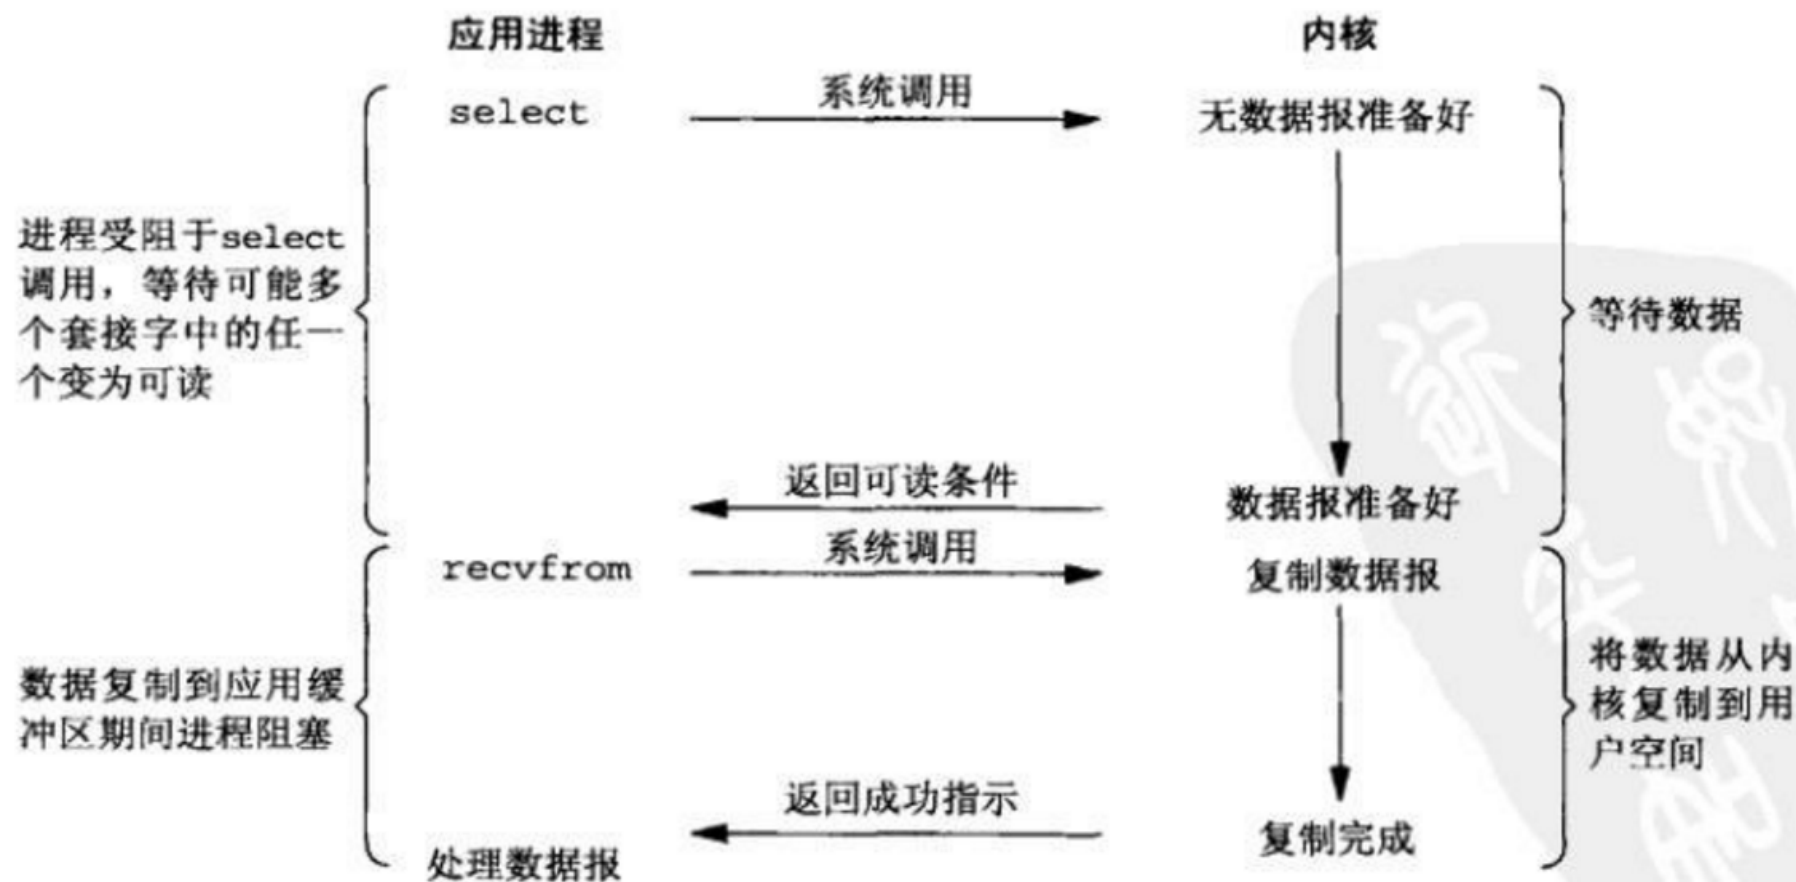 应用进程
内核
select
系统调用
无数据报准备好
进程受阻于select
调用，等待可能多
个套接字中的任一
个变为可读
等待数据
返回可读条件
数据报准备好
recvfrom
系统调用
复制数据报
数据复制到应用缓
冲区期间进程阻塞
将数据从内
核复制到用
户空间
返回成功指示
复制完成
处理数据报